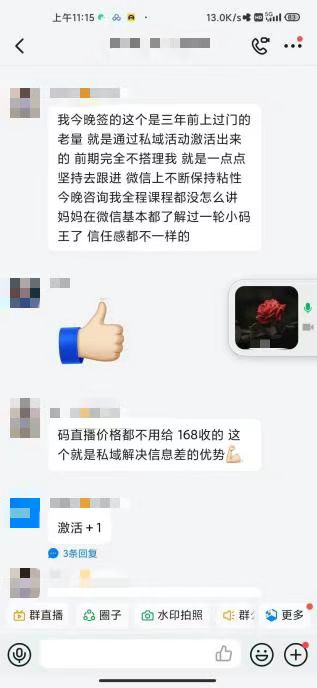 上午11:15
13.0K/s
5G
我今晚签的这个是三年前上过门的
老量 就是通过私域活动激活出来
的 前期完全不搭理我 就是一点点
坚持去跟进 微信上不断保持粘性
今晚咨询我全程课程都没怎么讲
妈妈在微信基本都了解过一轮小码
王了 信任感都不一样的
码直播价格都不用给 168收的 这
个就是私域解决信息差的优势💪🏻
激活+1
3条回复
群直播 圈子 水印拍照 更多